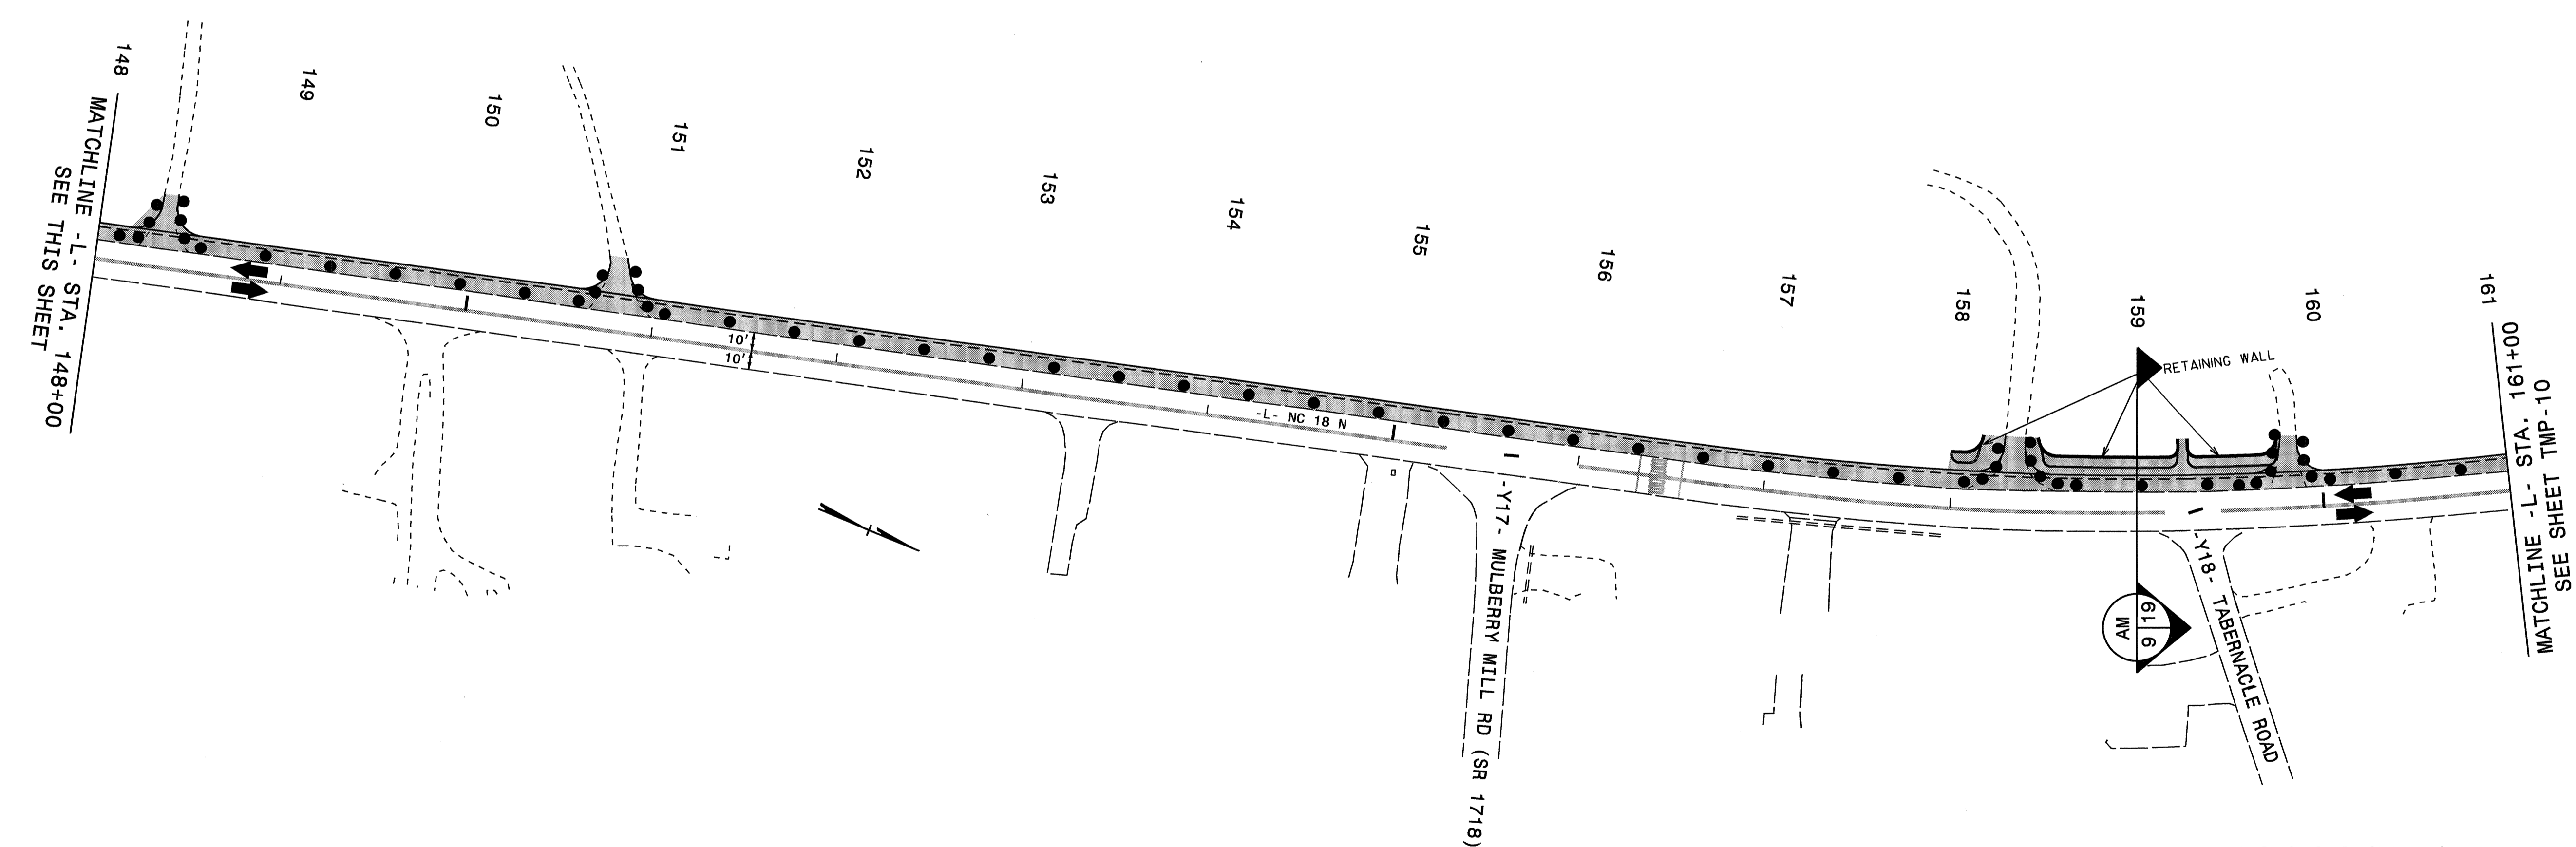 148
149
150
151
152
153
154
155
156
157
158
159
160
161
MATCHLINE -L- STA. 148+00
SEE THIS SHEET
10'
10'
-L- NC 18 N
-Y17- MULBERRY MILL RD (SR 1718)
RETAINING WALL
AM
19
9
-Y18- TABERNACLE ROAD
MATCHLINE -L- STA. 161+00
SEE SHEET TMP-10